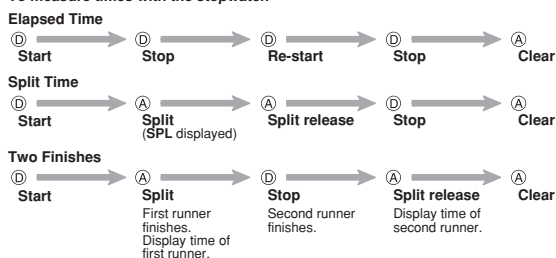 To measure times with the stopwatch
Elapsed Time
D D D D A
Start Stop Re-start Stop Clear
Split Time
D A A D A
Start Split Split release Stop Clear
(SPL displayed)
Two Finishes
D A D A A
Start Split Stop Split release Clear
First runner Second runner Display time of
finishes. finishes. second runner.
Display time of
first runner.